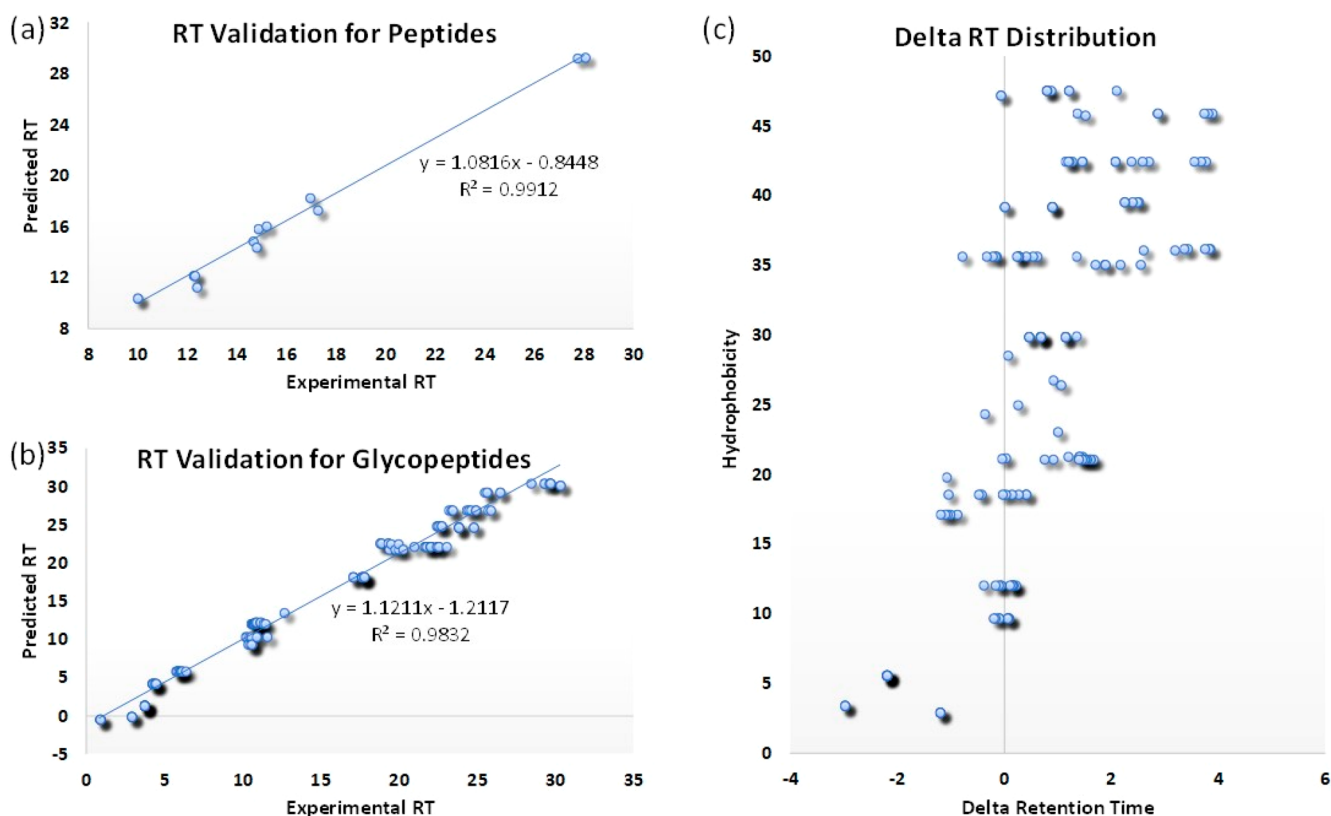 (a)
RT Validation for Peptides
32
28
24
20
16
12
8
Predicted RT
y = 1.0816x - 0.8448
R² = 0.9912
8 10 12 14 16 18 20 22 24 26 28 30
Experimental RT
(b)
RT Validation for Glycopeptides
35
30
25
20
15
10
5
0
-5
Predicted RT
y = 1.1211x - 1.2117
R² = 0.9832
0 5 10 15 20 25 30 35
Experimental RT
(c)
Delta RT Distribution
50
45
40
35
30
25
20
15
10
5
0
Hydrophobicity
-4 -2 0 2 4 6
Delta Retention Time